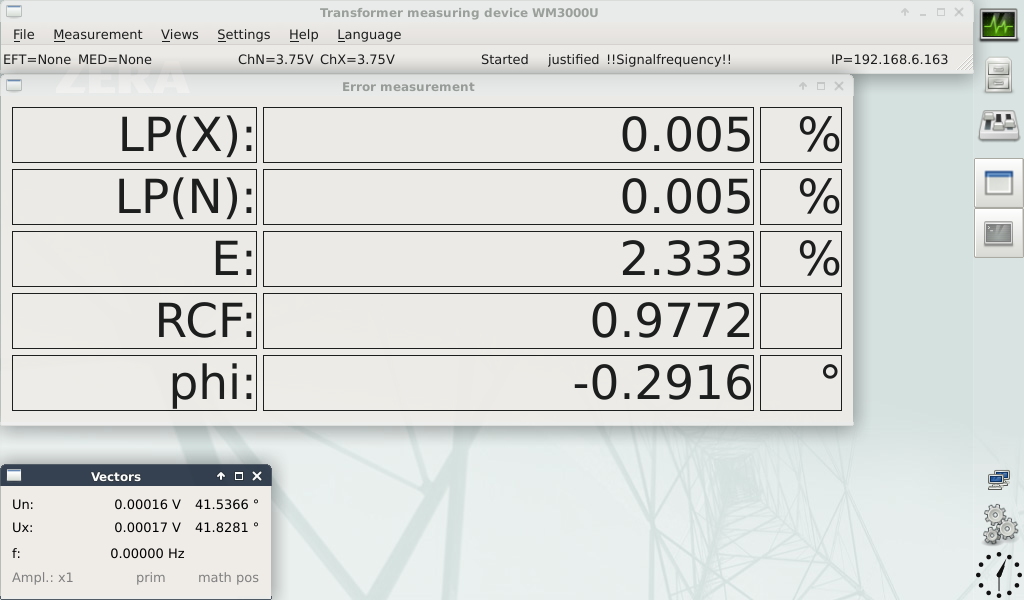 Transformer measuring device WM3000U
File Measurement Views Settings Help Language
EFT=None MED=None ChN=3.75V ChX=3.75V Started justified !!Signalfrequency!! IP=192.168.6.163
ZERA
Error measurement
LP(X): 0.005 %
LP(N): 0.005 %
E: 2.333 %
RCF: 0.9772
phi: -0.2916 °
Vectors
Un: 0.00016 V 41.5366 °
Ux: 0.00017 V 41.8281 °
f: 0.00000 Hz
Ampl.: x1 prim math pos